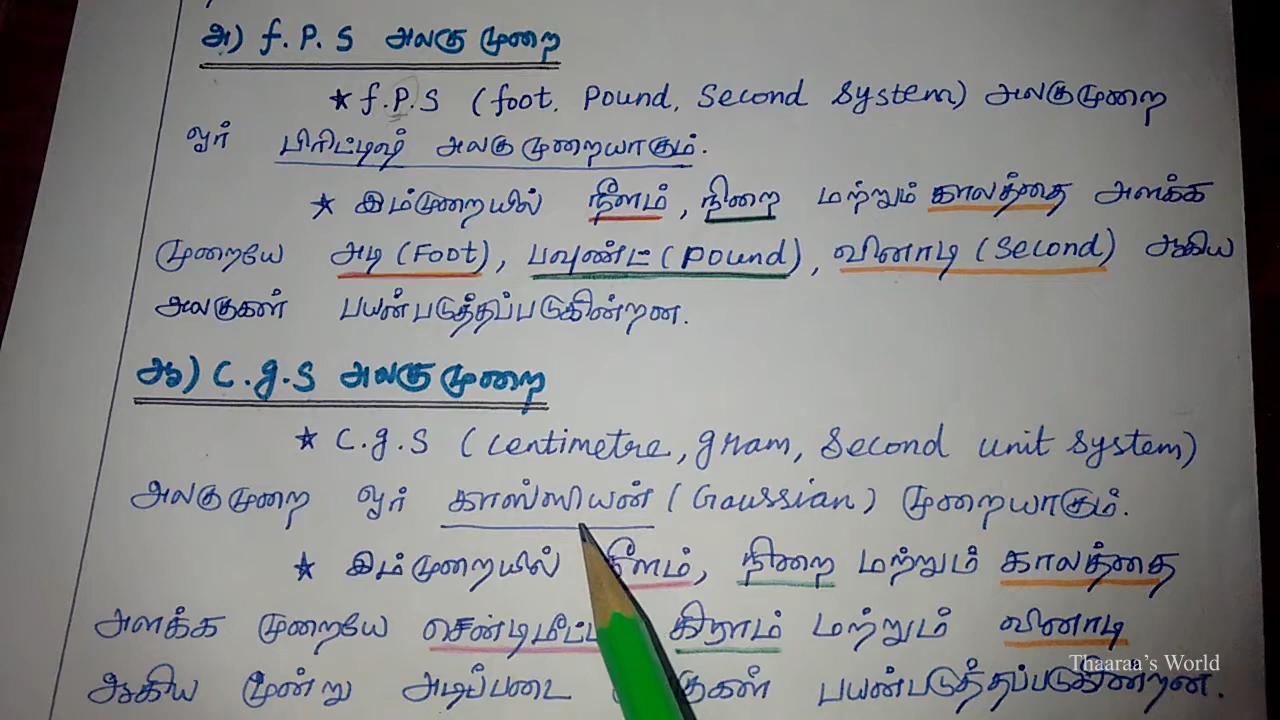 அ) f. P. S அலகு முறை
* f.P.S (foot, Pound, Second System) அலகுமுறை
ஓர் பிரிட்டிஷ் அலகு முறையாகும்.
* இம்முறையில் நீளம், நிறை மற்றும் காலத்தை அளக்க
முறையே அடி (Foot), பவுண்ட் (Pound), வினாடி (Second) ஆகிய
அலகுகள் பயன்படுத்தப்படுகின்றன.
ஆ) C.g.S அலகு முறை
* C.g.S (Centimetre, gram, Second unit System)
அலகு முறை ஓர் காஸ்ஸியன் (Gaussian) முறையாகும்.
* இம்முறையில் நீளம், நிறை மற்றும் காலத்தை
அளக்க முறையே கிராம் மற்றும் வினாடி
ஆகிய மூன்று அடிப்படை பயன்படுத்தப்படுகின்றன.
Thaaraa's World